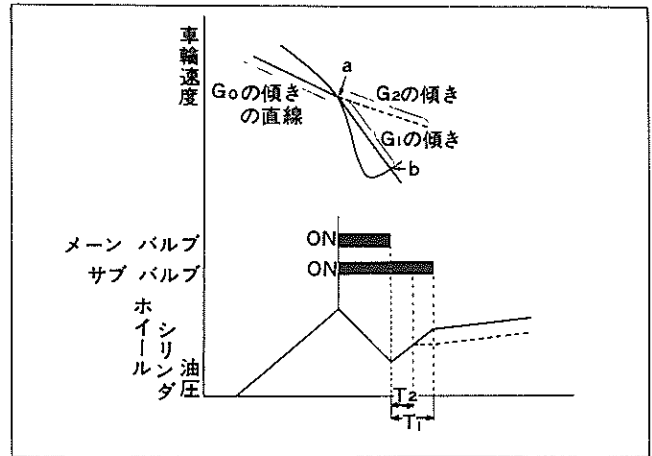 車輪速度
a
G₀の傾き
の直線
G₂の傾き
G₁の傾き
b
メーン バルブ
ON
サブ バルブ
ON
ホイール
シリンダ
油圧
T₂
T₁